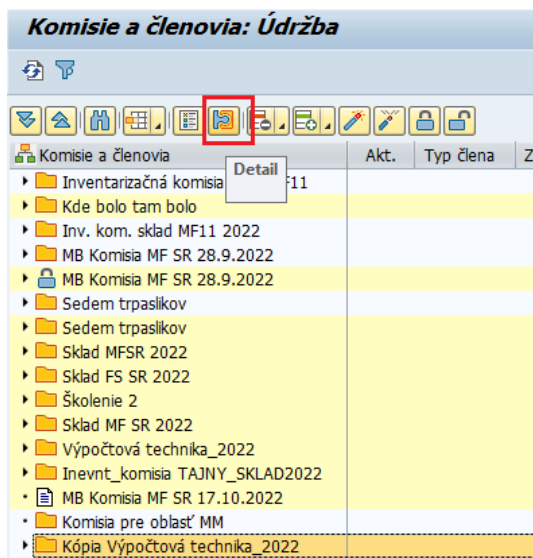 Komisie a členovia: Údržba
Komisie a členovia Akt. Typ člena Z
Detail
Inventarizačná komisia F11
Kde bolo tam bolo
Inv. kom. sklad MF11 2022
MB Komisia MF SR 28.9.2022
MB Komisia MF SR 28.9.2022
Sedem trpaslikov
Sedem trpaslikov
Sklad MFSR 2022
Sklad FS SR 2022
Školenie 2
Sklad MF SR 2022
Výpočtová technika_2022
Inevnt_komisia TAJNY_SKLAD2022
MB Komisia MF SR 17.10.2022
Komisia pre oblasť MM
Kópia Výpočtová technika_2022